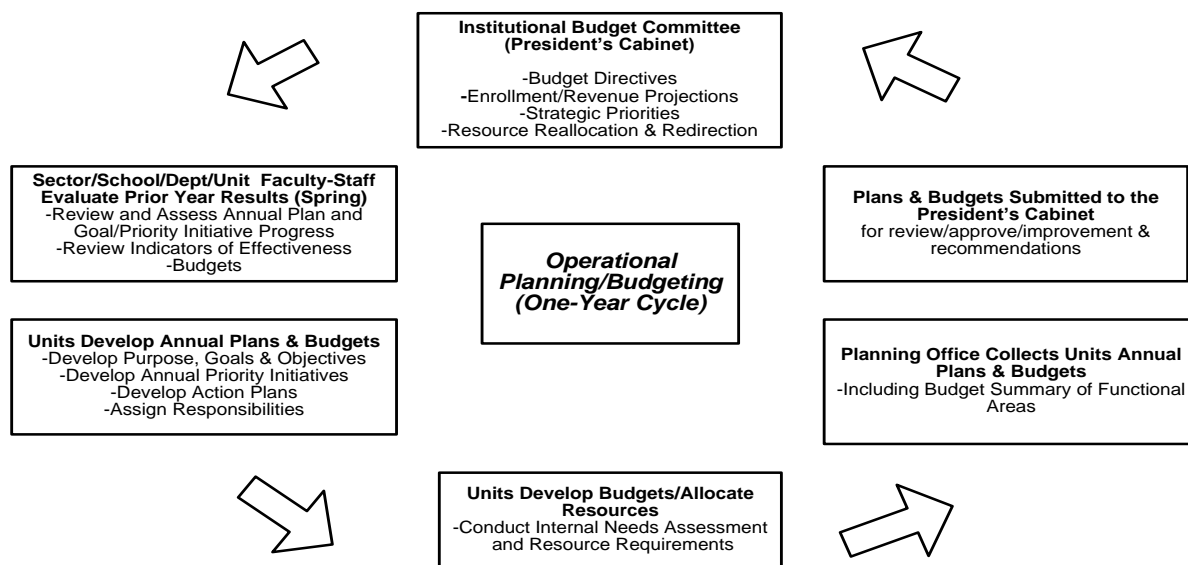 Institutional Budget Committee
(President's Cabinet)
-Budget Directives
-Enrollment/Revenue Projections
-Strategic Priorities
-Resource Reallocation & Redirection
Sector/School/Dept/Unit Faculty-Staff
Evaluate Prior Year Results (Spring)
-Review and Assess Annual Plan and
Goal/Priority Initiative Progress
-Review Indicators of Effectiveness
-Budgets
Plans & Budgets Submitted to the
President's Cabinet
for review/approve/improvement &
recommendations
Operational
Planning/Budgeting
(One-Year Cycle)
Units Develop Annual Plans & Budgets
-Develop Purpose, Goals & Objectives
-Develop Annual Priority Initiatives
-Develop Action Plans
-Assign Responsibilities
Planning Office Collects Units Annual
Plans & Budgets
-Including Budget Summary of Functional
Areas
Units Develop Budgets/Allocate
Resources
-Conduct Internal Needs Assessment
and Resource Requirements